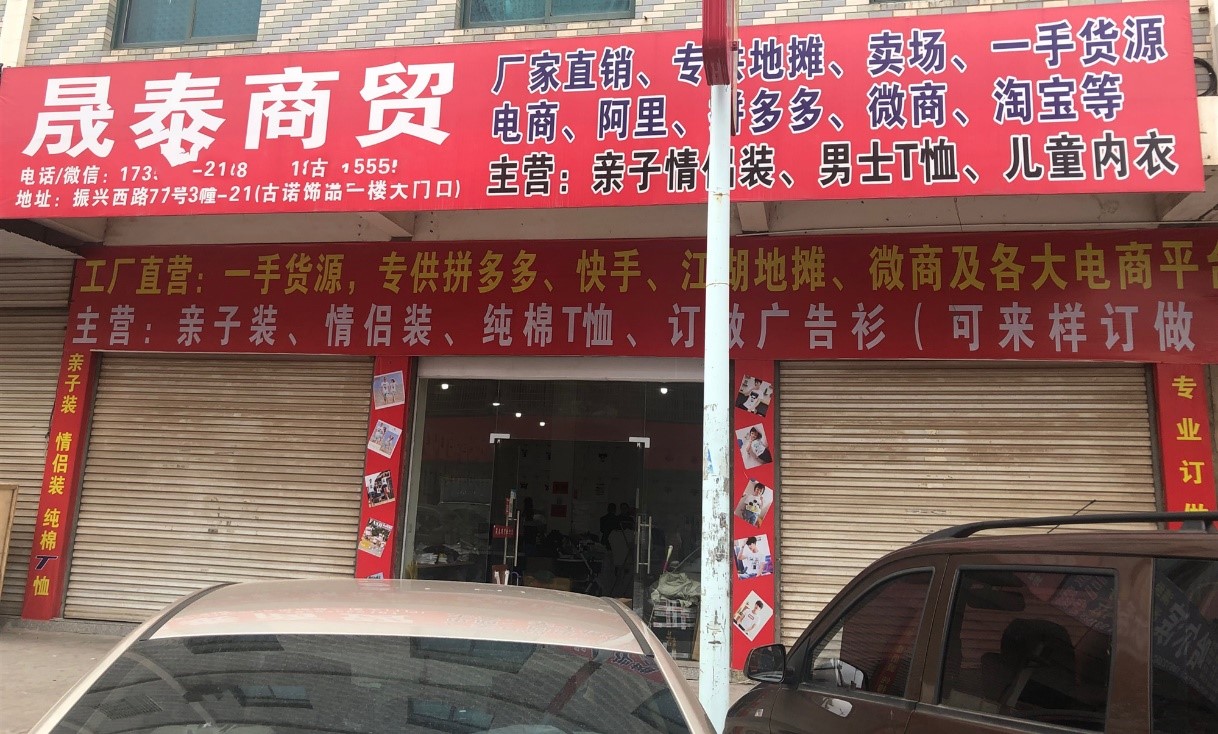 晟泰商贸
厂家直销、专供地摊、卖场、一手货源
电商、阿里、拼多多、微商、淘宝等
主营：亲子情侣装、男士T恤、儿童内衣
电话/微信：173
地址：振兴西路77号3幢-21(古诺饰品二楼大门口)
工厂直营：一手货源，专供拼多多、快手、江湖地摊、微商及各大电商平台
主营：亲子装、情侣装、纯棉T恤、订做广告衫（可来样订做
亲子装 情侣装 纯棉T恤
专业订做